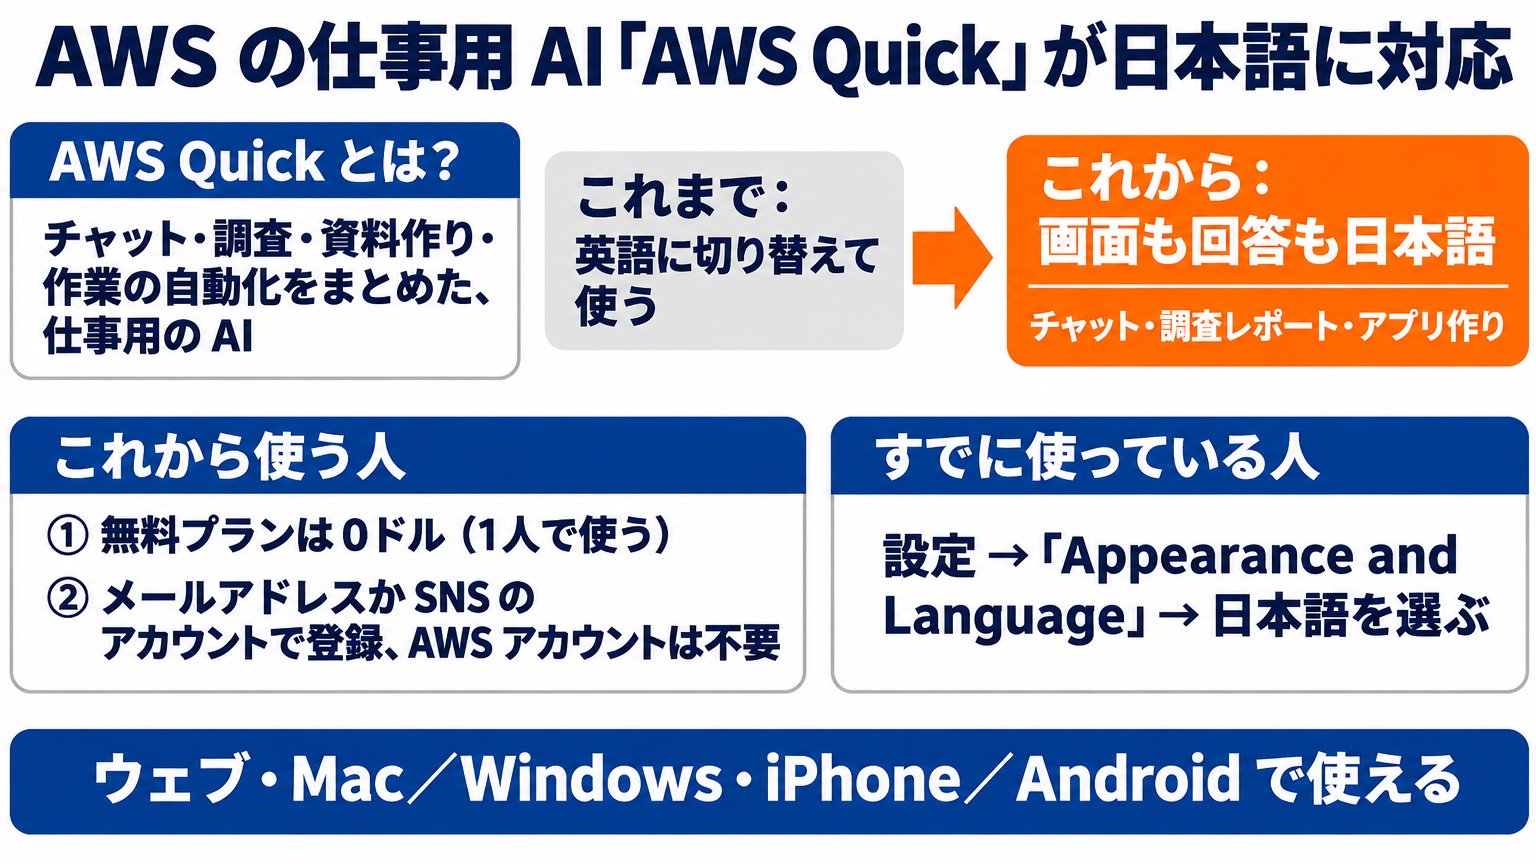 AWS の仕事用 AI「AWS Quick」が日本語に対応
AWS Quick とは？
チャット・調査・資料作り・
作業の自動化をまとめた、
仕事用の AI
これまで：
英語に切り替えて
使う
これから：
画面も回答も日本語
チャット・調査レポート・アプリ作り
これから使う人
① 無料プランは 0 ドル（1 人で使う）
② メールアドレスか SNS の
アカウントで登録、AWS アカウントは不要
すでに使っている人
設定 →「Appearance and
Language」→ 日本語を選ぶ
ウェブ・Mac／Windows・iPhone／Android で使える